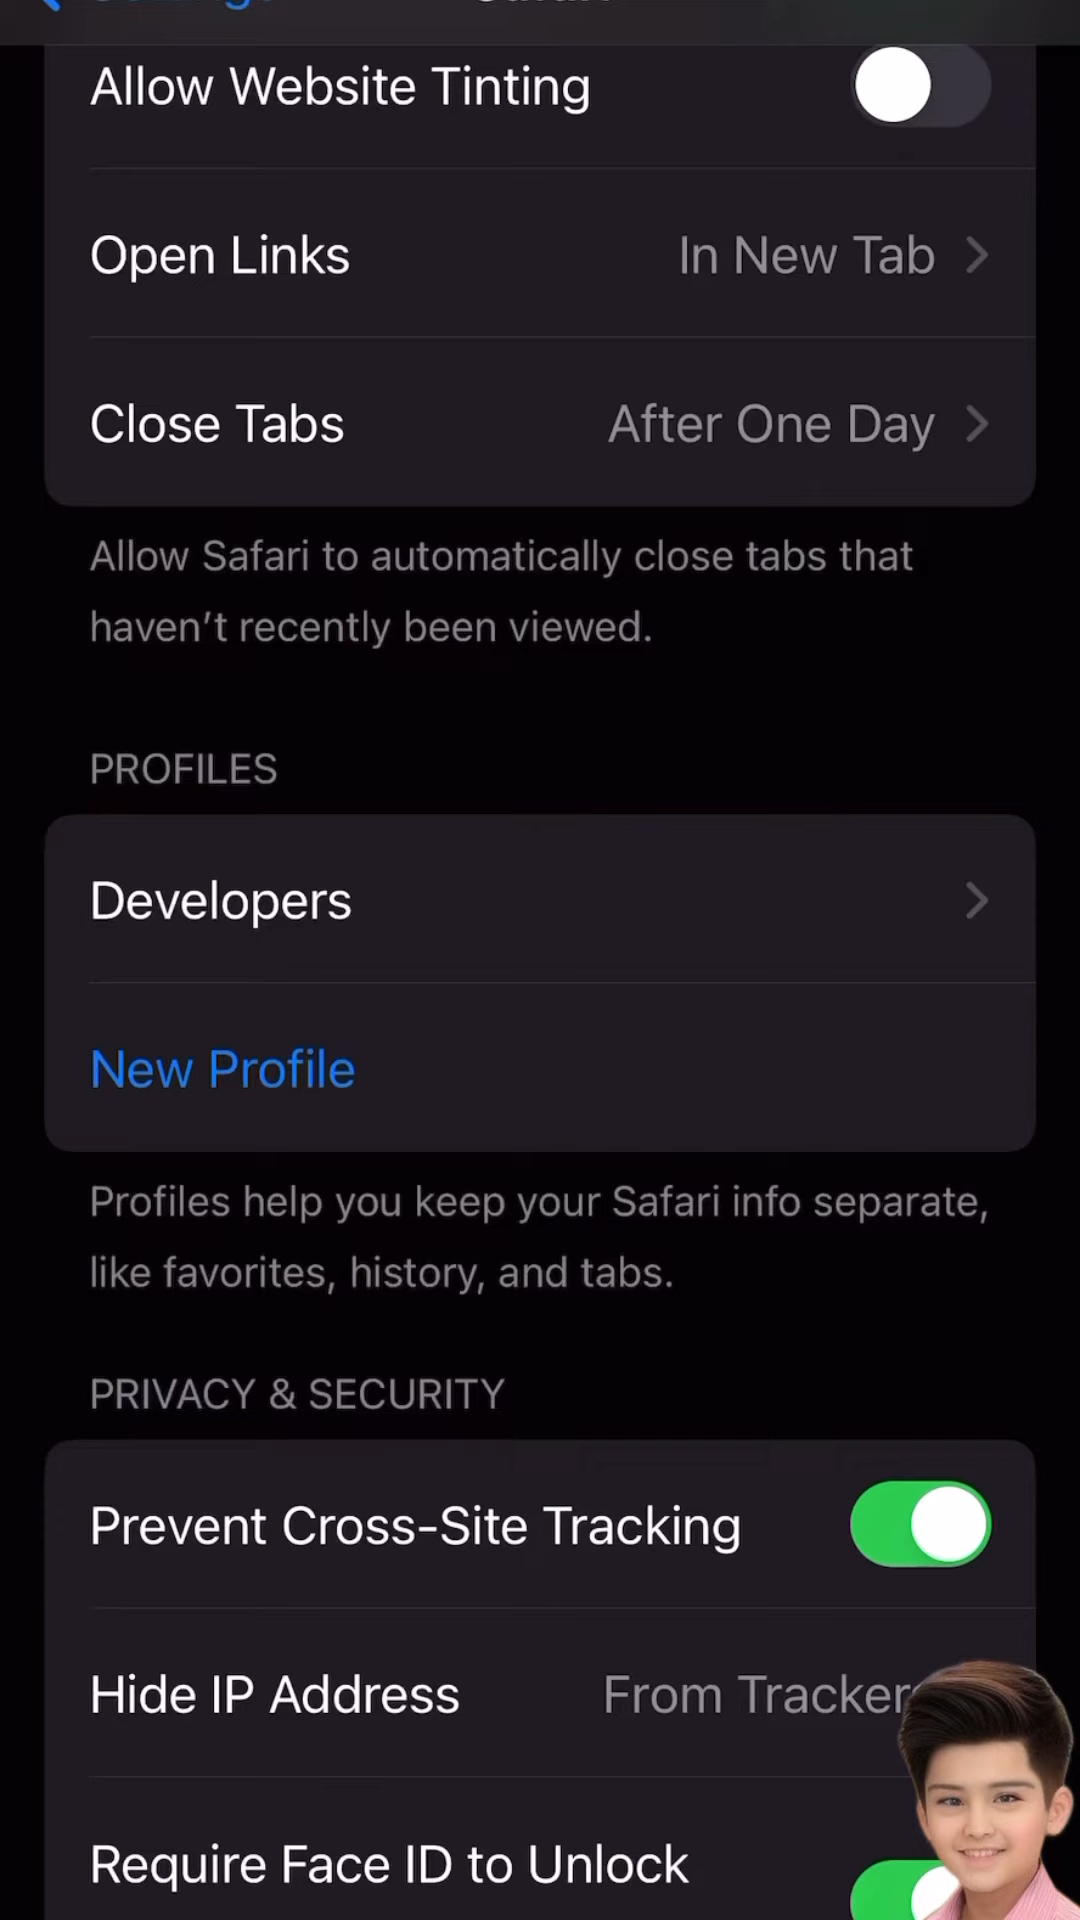 Allow Website Tinting
Open Links In New Tab
Close Tabs After One Day
Allow Safari to automatically close tabs that
haven’t recently been viewed.
PROFILES
Developers
New Profile
Profiles help you keep your Safari info separate,
like favorites, history, and tabs.
PRIVACY & SECURITY
Prevent Cross-Site Tracking
Hide IP Address From Trackers
Require Face ID to Unlock